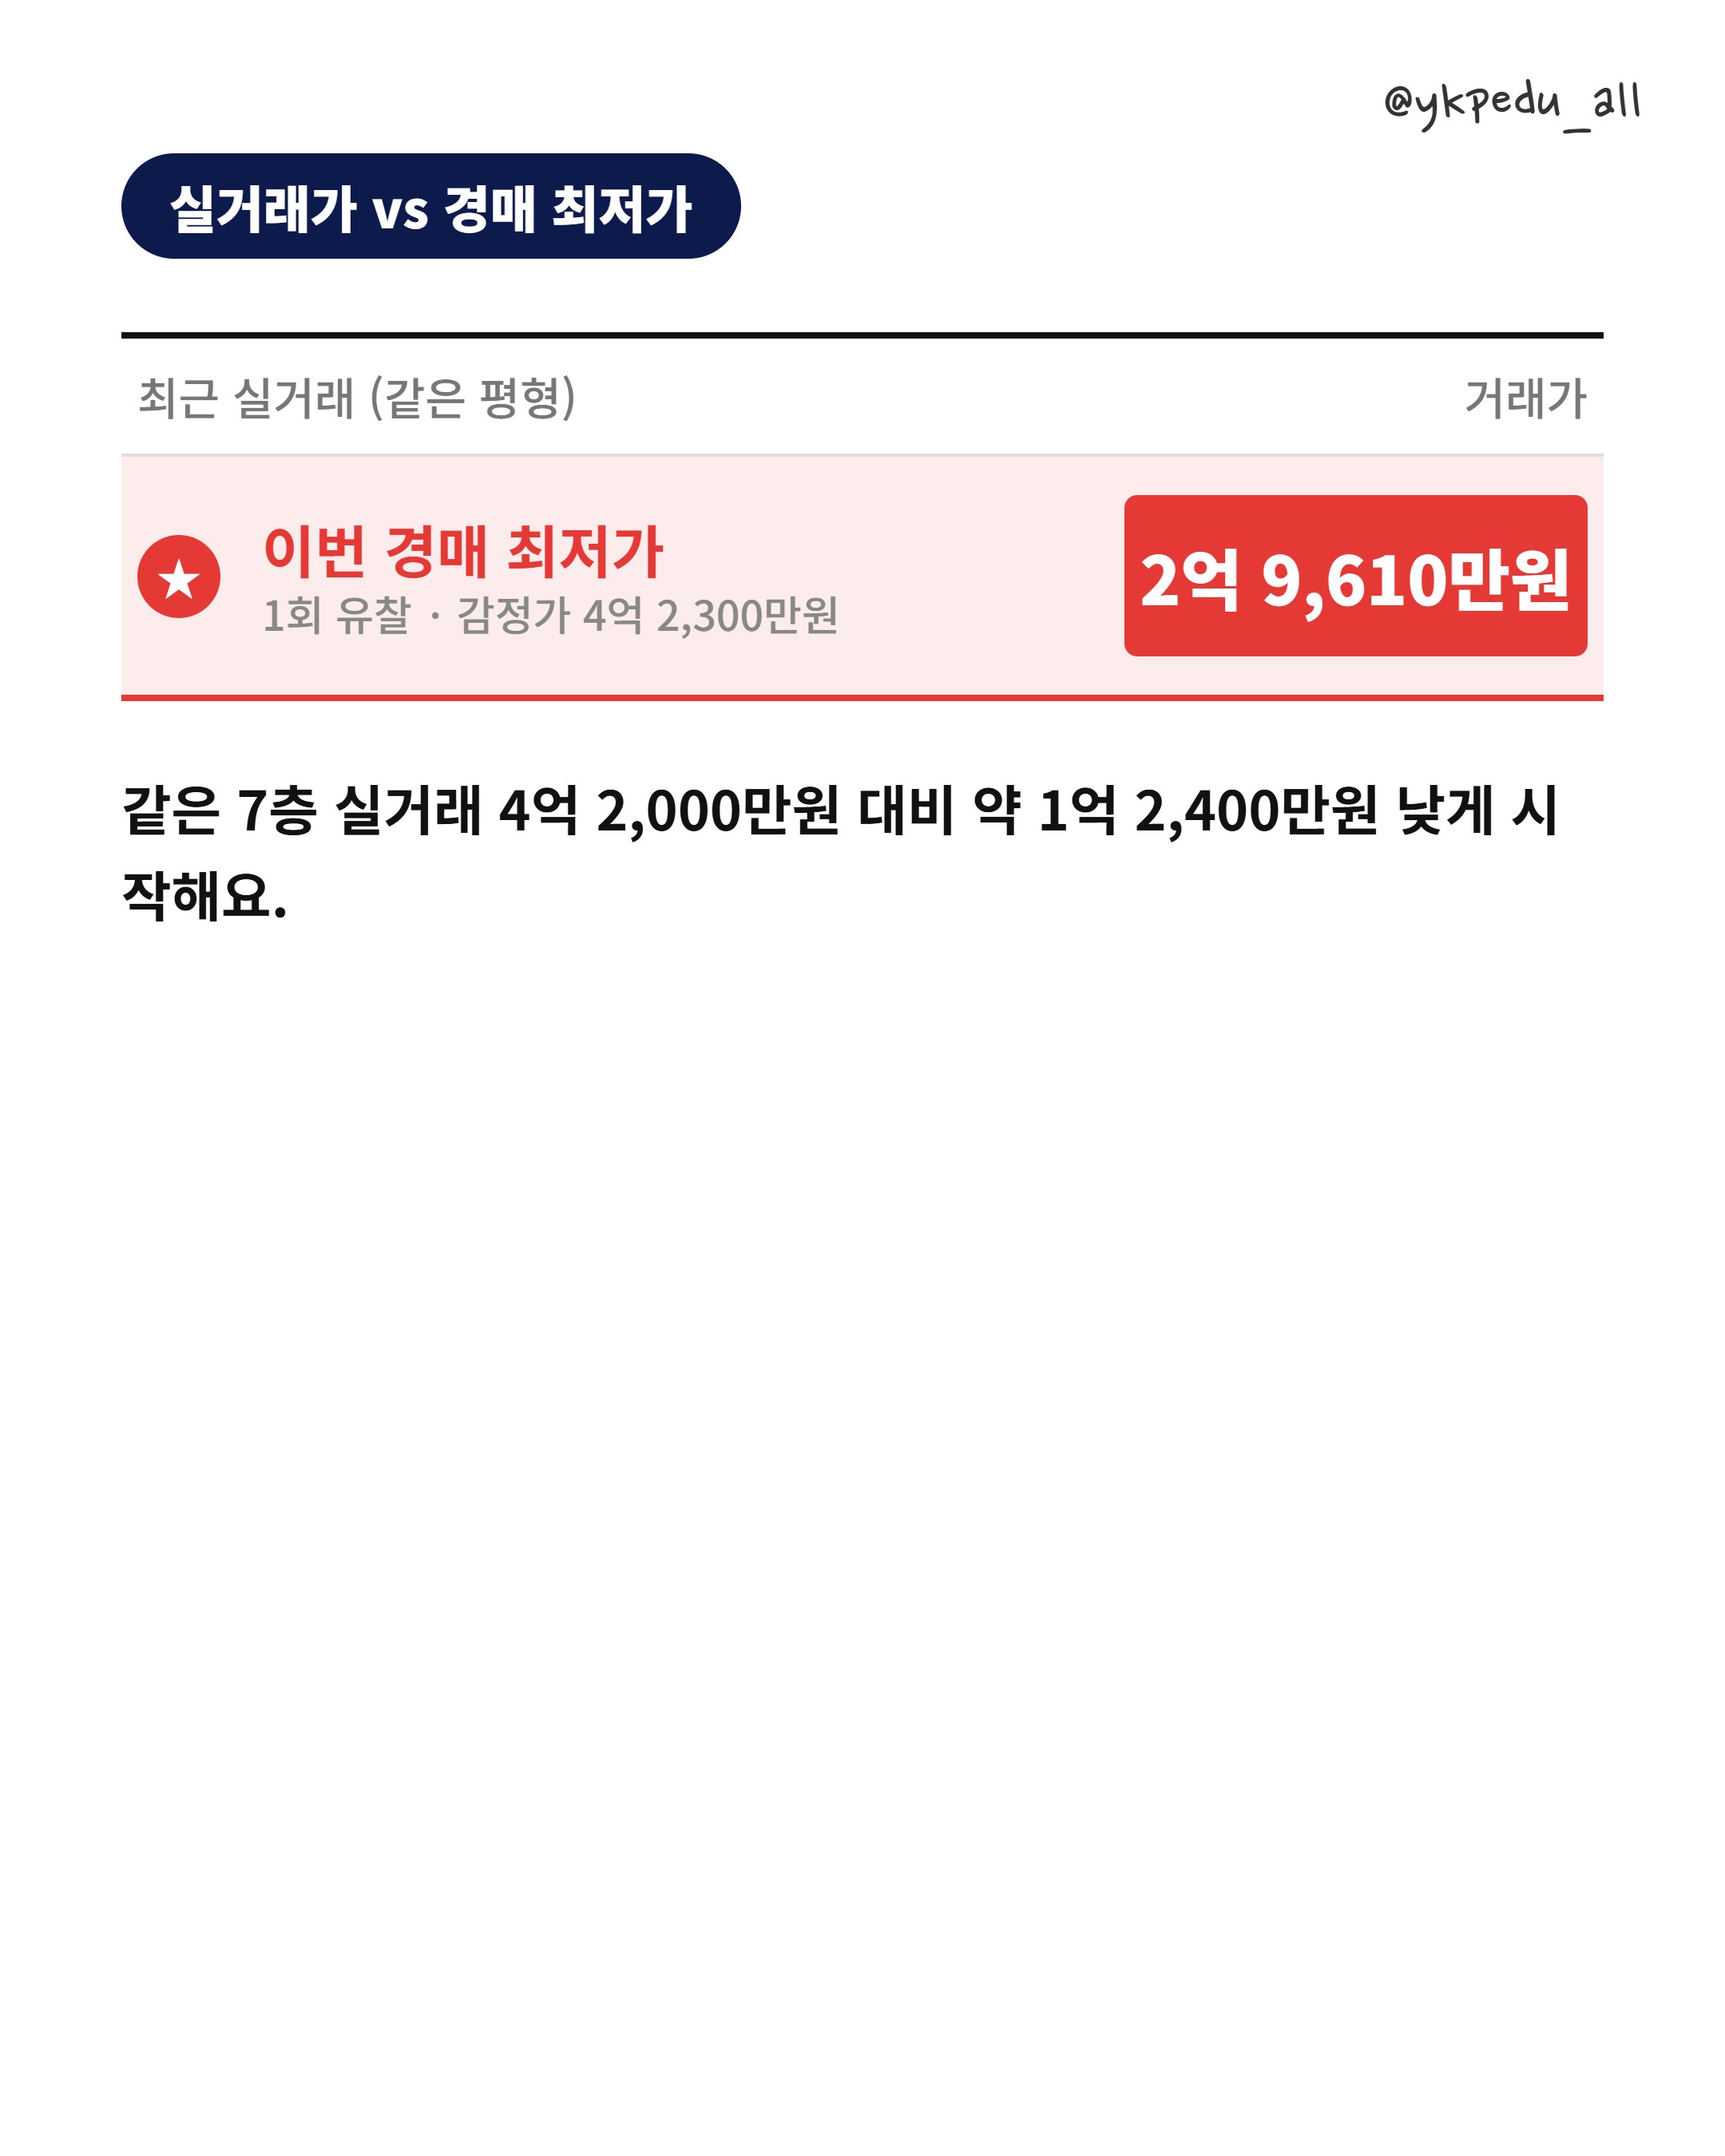 @ykpedu_all
실거래가 vs 경매 최저가
최근 실거래 (같은 평형) 거래가
이번 경매 최저가
1회 유찰 · 감정가 4억 2,300만원
2억 9,610만원
같은 7층 실거래 4억 2,000만원 대비 약 1억 2,400만원 낮게 시
작해요.